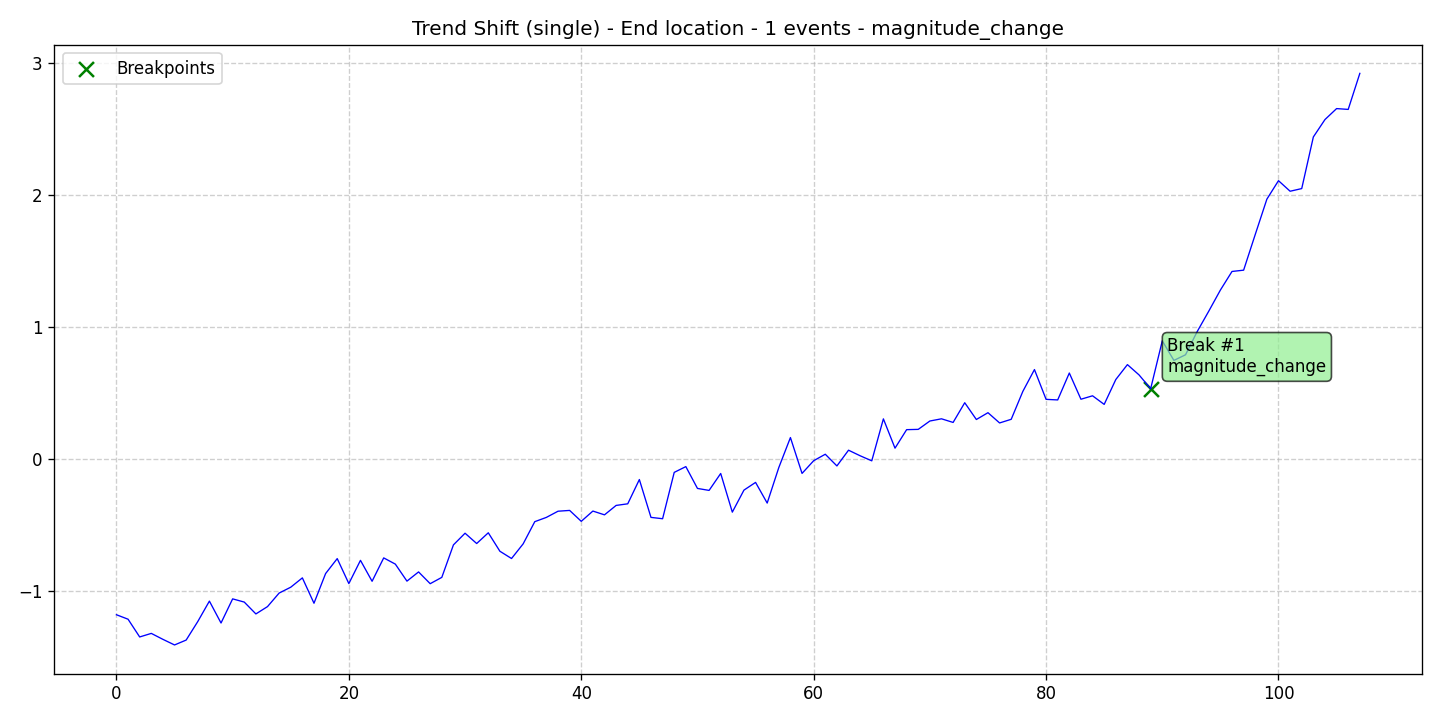 Trend Shift (single) - End location - 1 events - magnitude_change
Breakpoints
Break #1
magnitude_change
3
2
1
0
−1
0 20 40 60 80 100